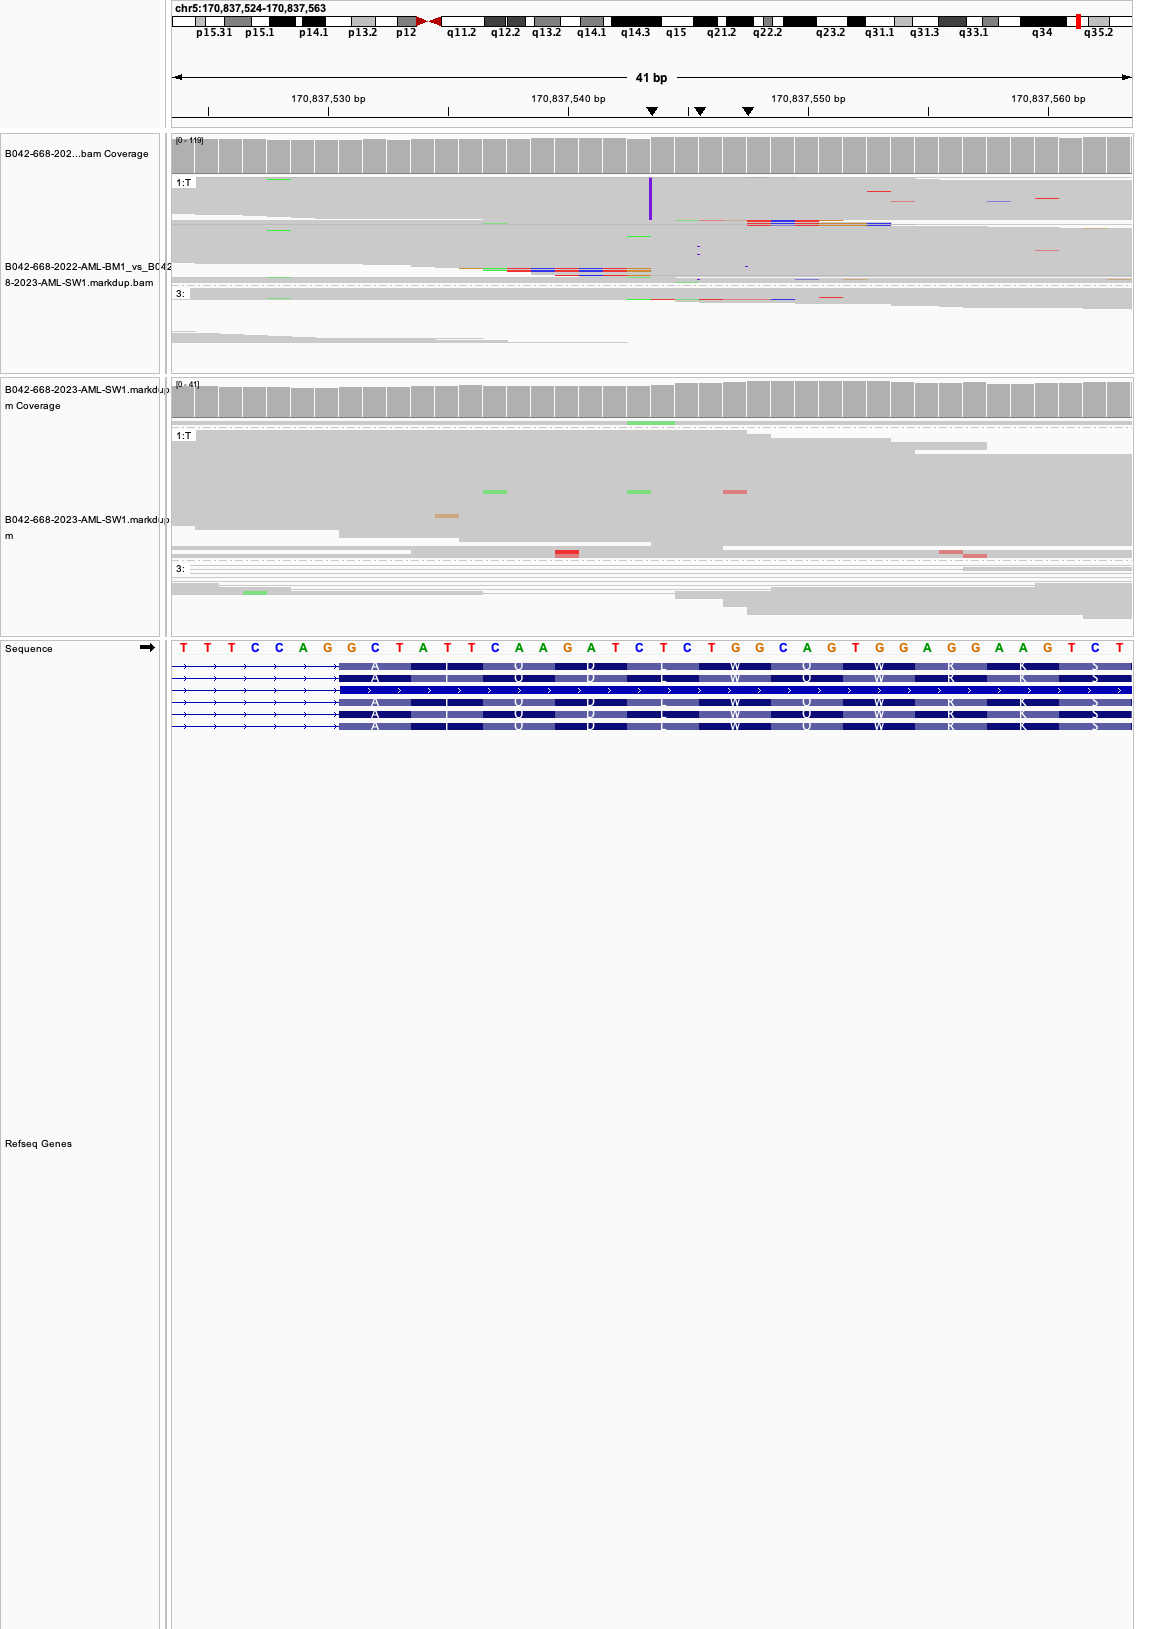 chr5:170,837,524-170,837,563
p15.31 p15.1 p14.1 p13.2 p12 q11.2 q12.2 q13.2 q14.1 q14.3 q15 q21.2 q22.2 q23.2 q31.1 q31.3 q33.1 q34 q35.2
41 bp
170,837,530 bp 170,837,540 bp 170,837,550 bp 170,837,560 bp
B042-668-202...bam Coverage
[0 - 119]
1:T
B042-668-2022-AML-BM1_vs_B042
8-2023-AML-SW1.markdup.bam
3:
B042-668-2023-AML-SW1.markdup
m Coverage
[0 - 41]
1:T
B042-668-2023-AML-SW1.markdup
m
3:
Sequence
T T T C C A G G C T A T T C A A G A T C T C T G G C A G T G G A G G A A G T C T
A I Q D L W Q W R K S
A I Q D L W Q W R K S
A I Q D L W Q W R K S
A I Q D L W Q W R K S
A I Q D L W Q W R K S
Refseq Genes